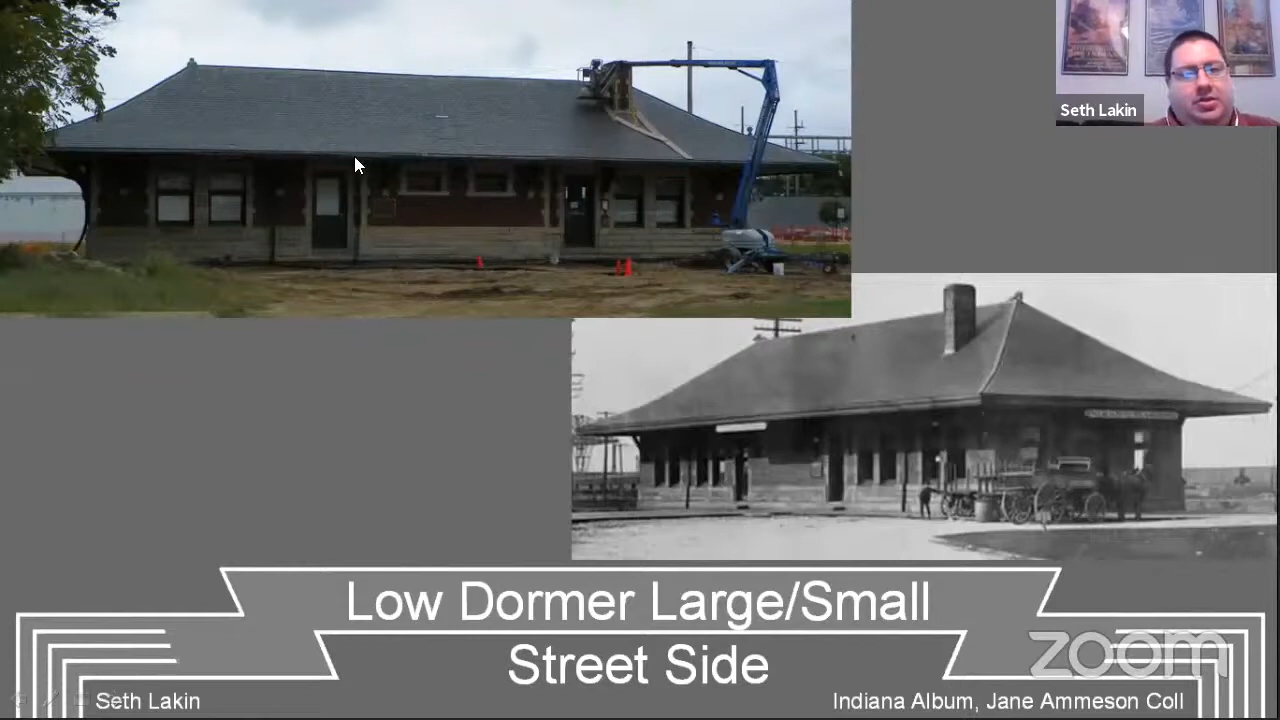 Seth Lakin
Low Dormer Large/Small
Street Side
zoom
Seth Lakin
Indiana Album, Jane Ammeson Coll